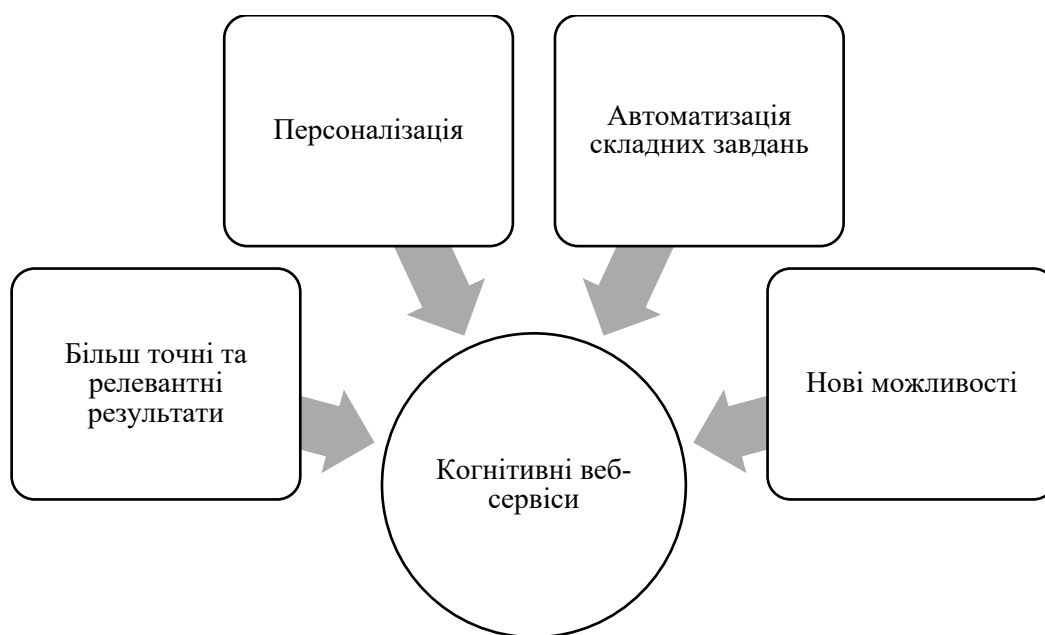 Персоналізація
Автоматизація
складних завдань
Більш точні та
релевантні
результати
Нові можливості
Когнітивні веб-
сервіси